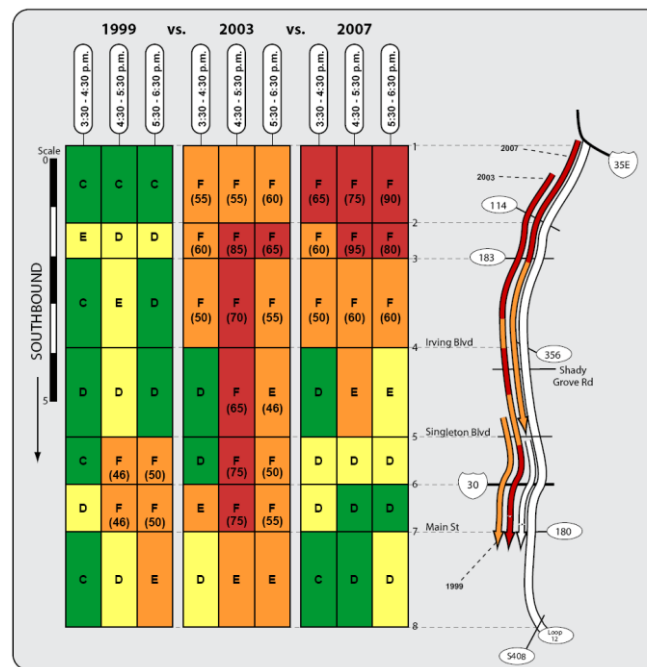 1999 vs. 2003 vs. 2007
3:30 - 4:30 p.m.
4:30 - 5:30 p.m.
5:30 - 6:30 p.m.
3:30 - 4:30 p.m.
4:30 - 5:30 p.m.
5:30 - 6:30 p.m.
3:30 - 4:30 p.m.
4:30 - 5:30 p.m.
5:30 - 6:30 p.m.
Scale
0
5
SOUTHBOUND
1
C C C F F F F F F
(55) (55) (60) (65) (75) (90)
2
E D D F F F F F F
(60) (85) (65) (60) (95) (80)
3
C E D F F F F F F
(50) (70) (55) (50) (60) (60)
4
Irving Blvd
D D D D F E D E E
(65) (46)
5
Singleton Blvd
C F F D F F D D D
(46) (50) (75) (50)
6
D F F E F F D D D
(46) (50) (75) (55)
7
Main St
C D E D E E C D D
8
2007
2003
35E
114
183
356
Shady
Grove Rd
30
180
1999
Loop
12
S408